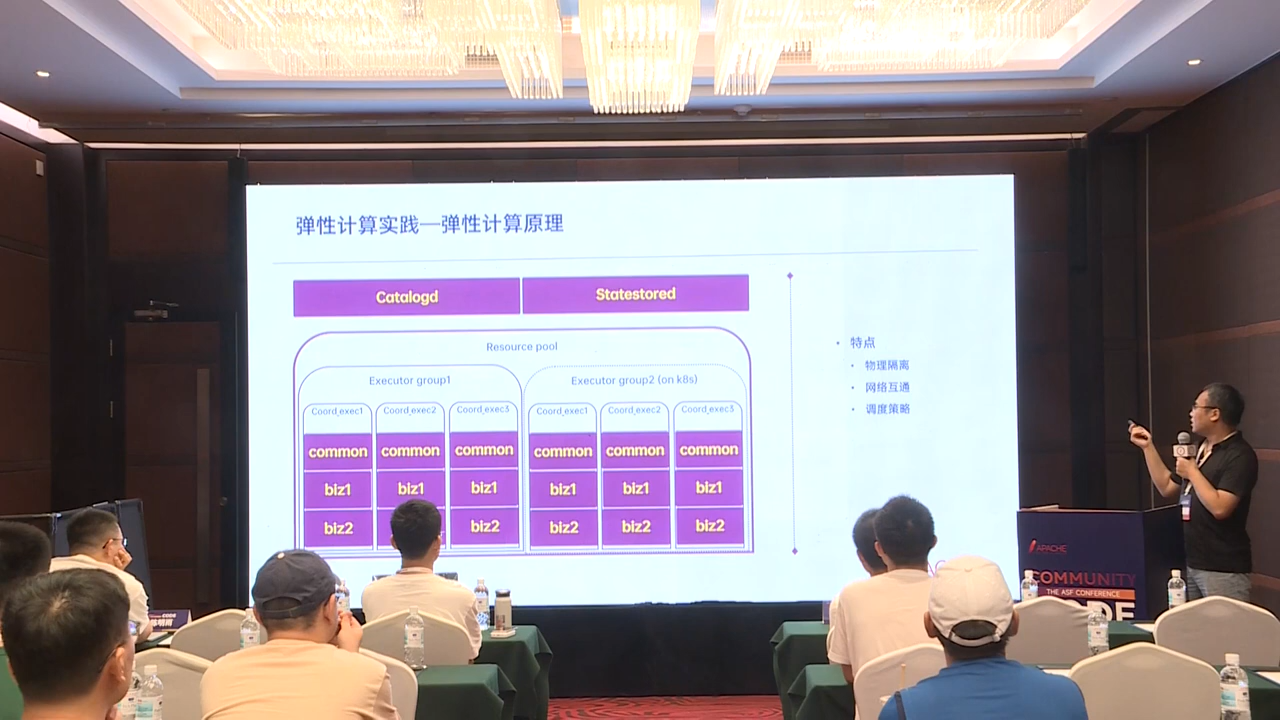 弹性计算实践—弹性计算原理
Catalogd
Statestored
Resource pool
Executor group1
Executor group2 (on k8s)
Coord_exec1
Coord_exec2
Coord_exec3
Coord_exec1
Coord_exec2
Coord_exec3
common
common
common
common
common
common
biz1
biz1
biz1
biz1
biz1
biz1
biz2
biz2
biz2
biz2
biz2
• 特点
• 物理隔离
• 网络互通
• 调度策略
APACHE
COMMUNITY
THE ASF CONFERENCE